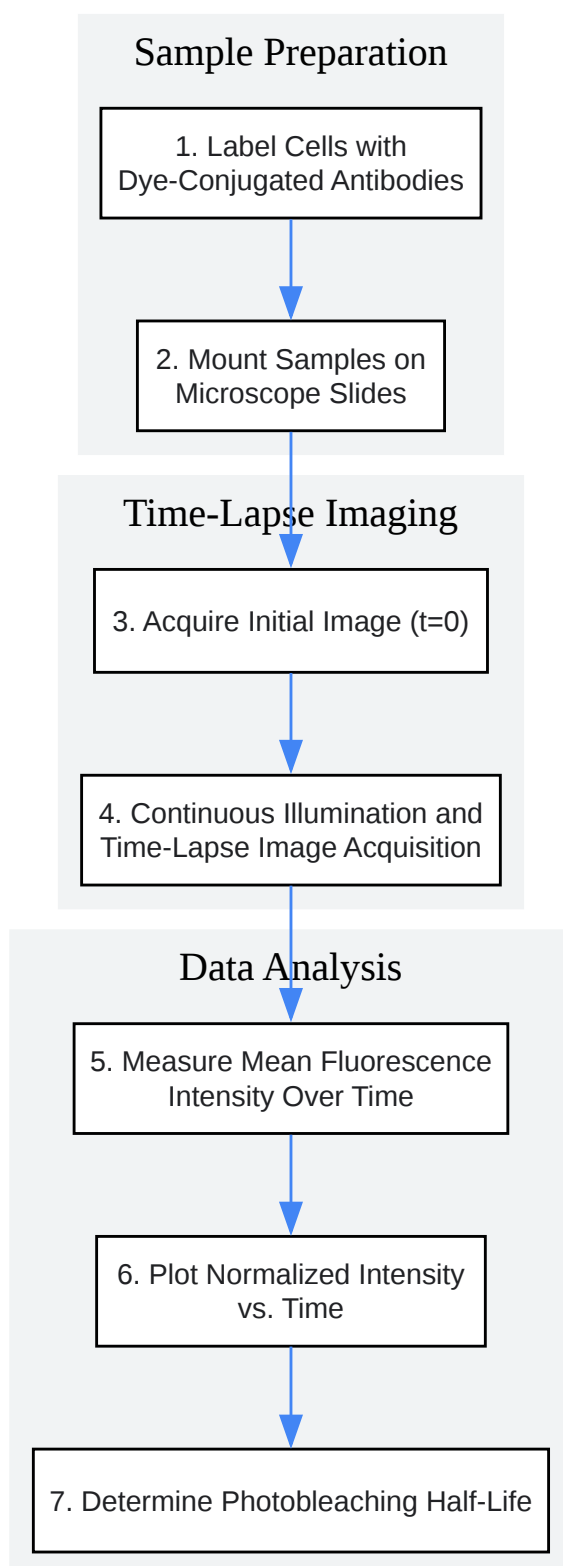 Sample Preparation
1. Label Cells with
Dye-Conjugated Antibodies
2. Mount Samples on
Microscope Slides
Time-Lapse Imaging
3. Acquire Initial Image (t=0)
4. Continuous Illumination and
Time-Lapse Image Acquisition
Data Analysis
5. Measure Mean Fluorescence
Intensity Over Time
6. Plot Normalized Intensity
vs. Time
7. Determine Photobleaching Half-Life